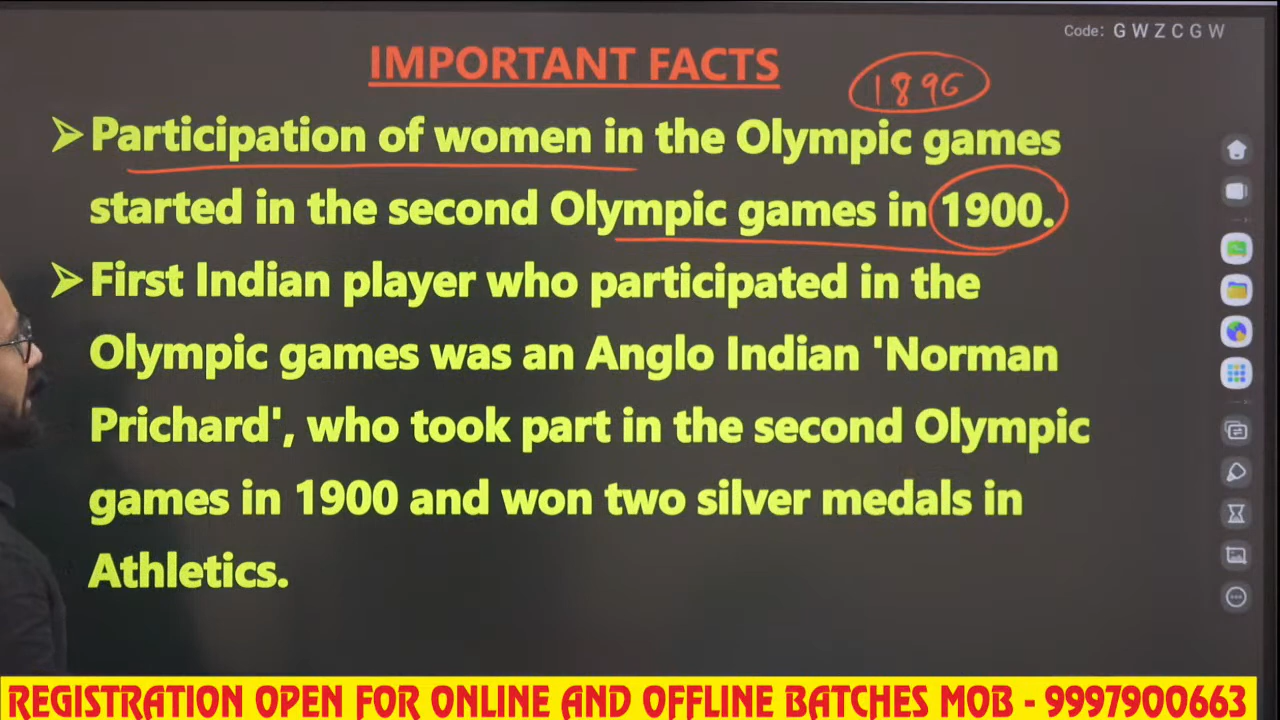 Code: G W Z C G W
IMPORTANT FACTS
1896
➢ Participation of women in the Olympic games
started in the second Olympic games in 1900.
➢ First Indian player who participated in the
Olympic games was an Anglo Indian 'Norman
Prichard', who took part in the second Olympic
games in 1900 and won two silver medals in
Athletics.
REGISTRATION OPEN FOR ONLINE AND OFFLINE BATCHES MOB - 9997900663